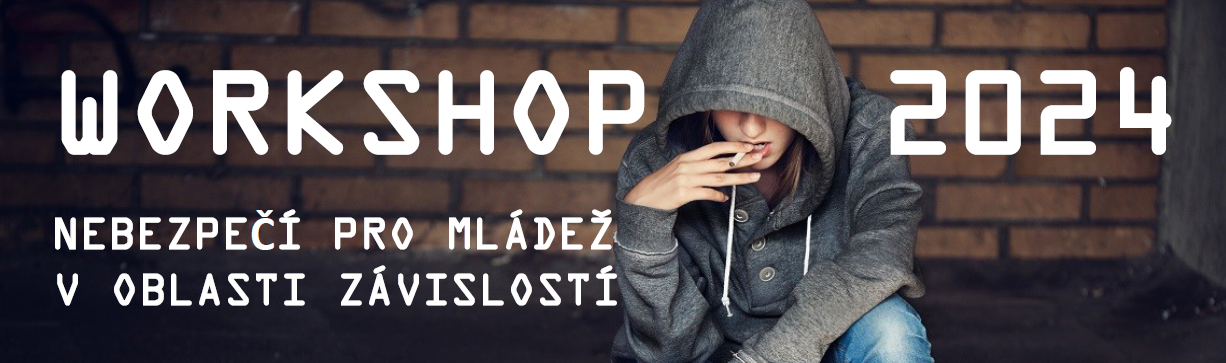 WORKSHOP 2024
NEBEZPEČÍ PRO MLÁDEŽ
V OBLASTI ZÁVISLOSTÍ